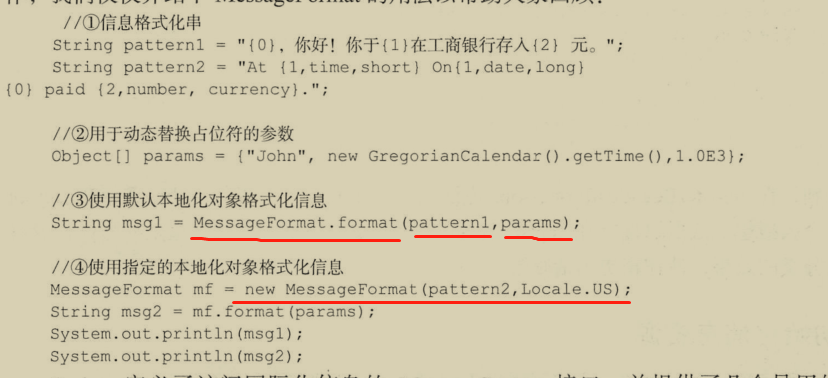 //①信息格式化串
String pattern1 = "{0}，你好！你于{1}在工商银行存入{2} 元。";
String pattern2 = "At {1,time,short} On{1,date,long}
{0} paid {2,number, currency}.";
//②用于动态替换占位符的参数
Object[] params = {"John", new GregorianCalendar().getTime(),1.0E3};
//③使用默认本地化对象格式化信息
String msg1 = MessageFormat.format(pattern1,params);
//④使用指定的本地化对象格式化信息
MessageFormat mf = new MessageFormat(pattern2,Locale.US);
String msg2 = mf.format(params);
System.out.println(msg1);
System.out.println(msg2);